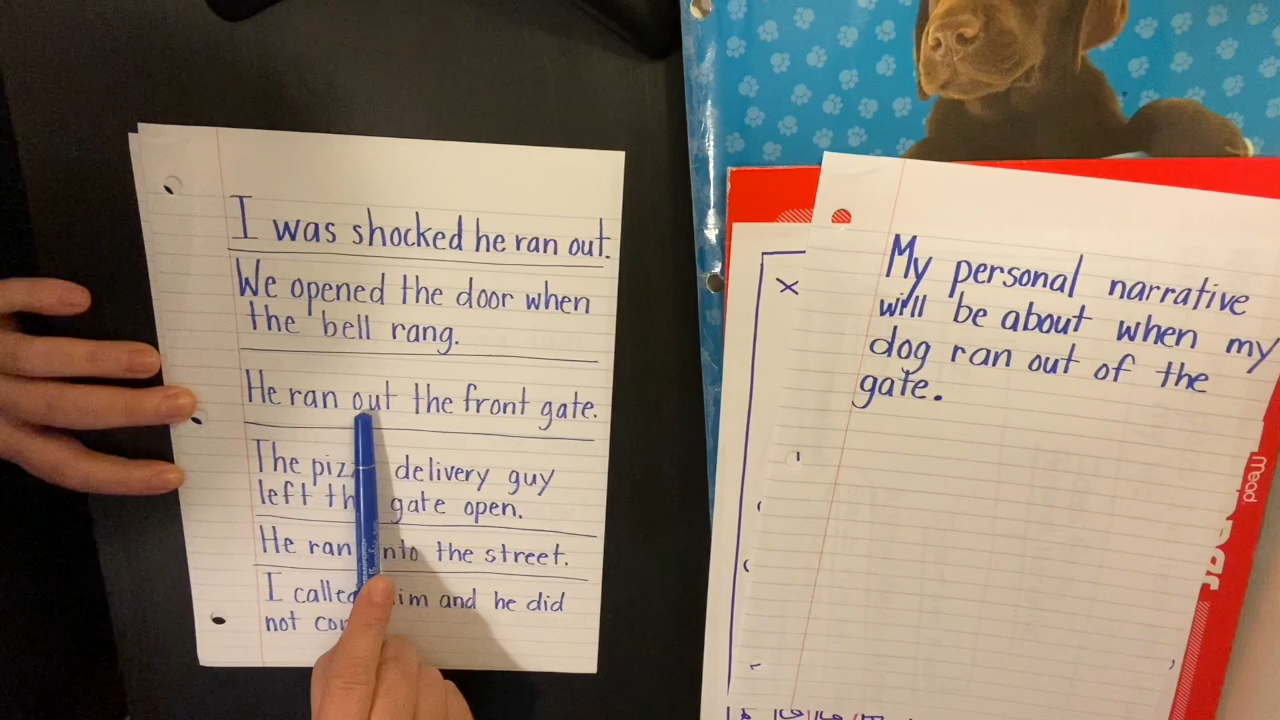 I was shocked he ran out.
We opened the door when
the bell rang.
He ran out the front gate.
The delivery guy
left gate open.
He ran the street.
I and he did
not
My personal narrative
will be about when my
dog ran out of the
gate.
Mead